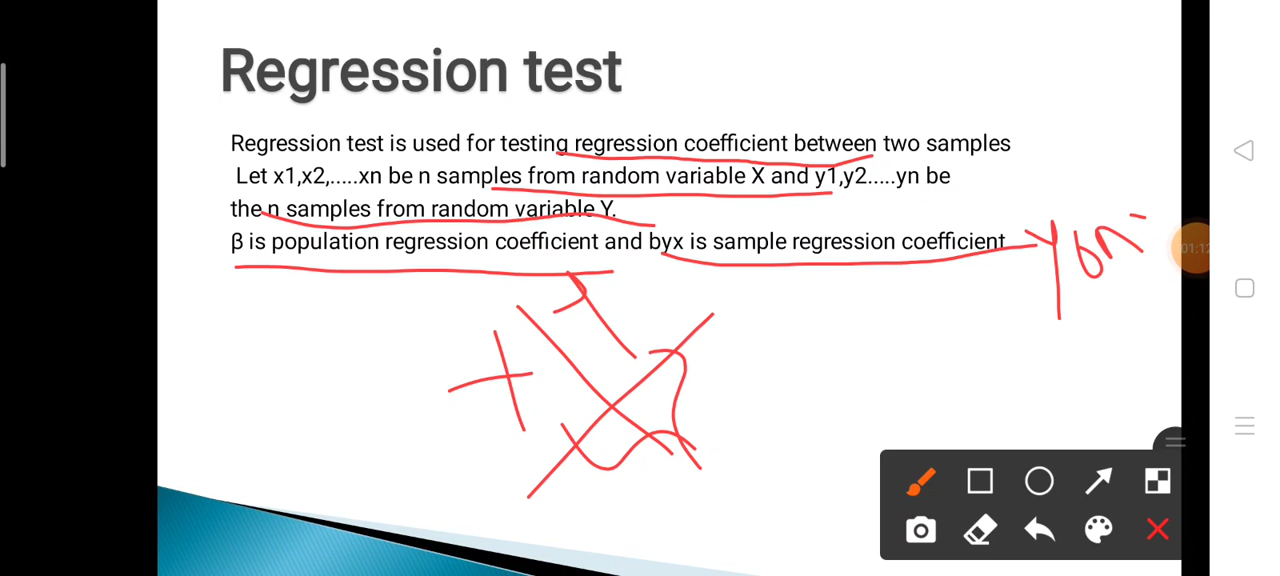 Regression test
Regression test is used for testing regression coefficient between two samples
Let x1,x2,.....xn be n samples from random variable X and y1,y2.....yn be
the n samples from random variable Y.
β is population regression coefficient and byx is sample regression coefficient
01:12